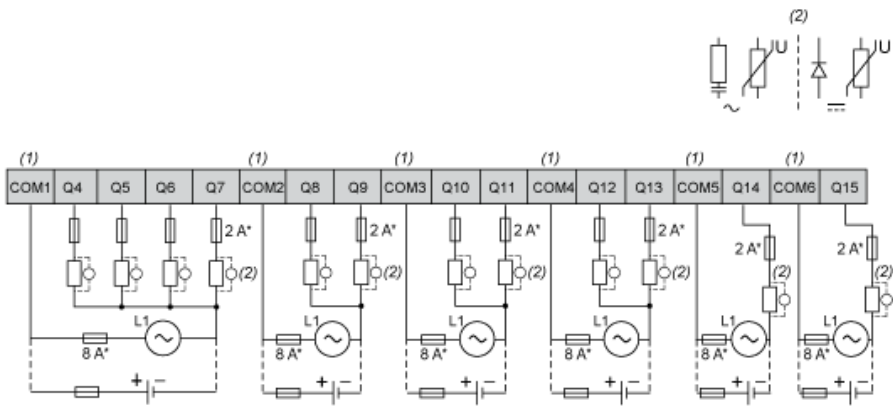 (2)
U U
(1) (1) (1) (1) (1) (1)
COM1 Q4 Q5 Q6 Q7 COM2 Q8 Q9 COM3 Q10 Q11 COM4 Q12 Q13 COM5 Q14 COM6 Q15
2 A* 2 A* 2 A* 2 A*
2 A* 2 A*
(2) (2) (2) (2) (2) (2)
L1 L1 L1 L1 L1 L1
8 A* 8 A* 8 A* 8 A* 8 A* 8 A*
+ − + − + − + − + − + −